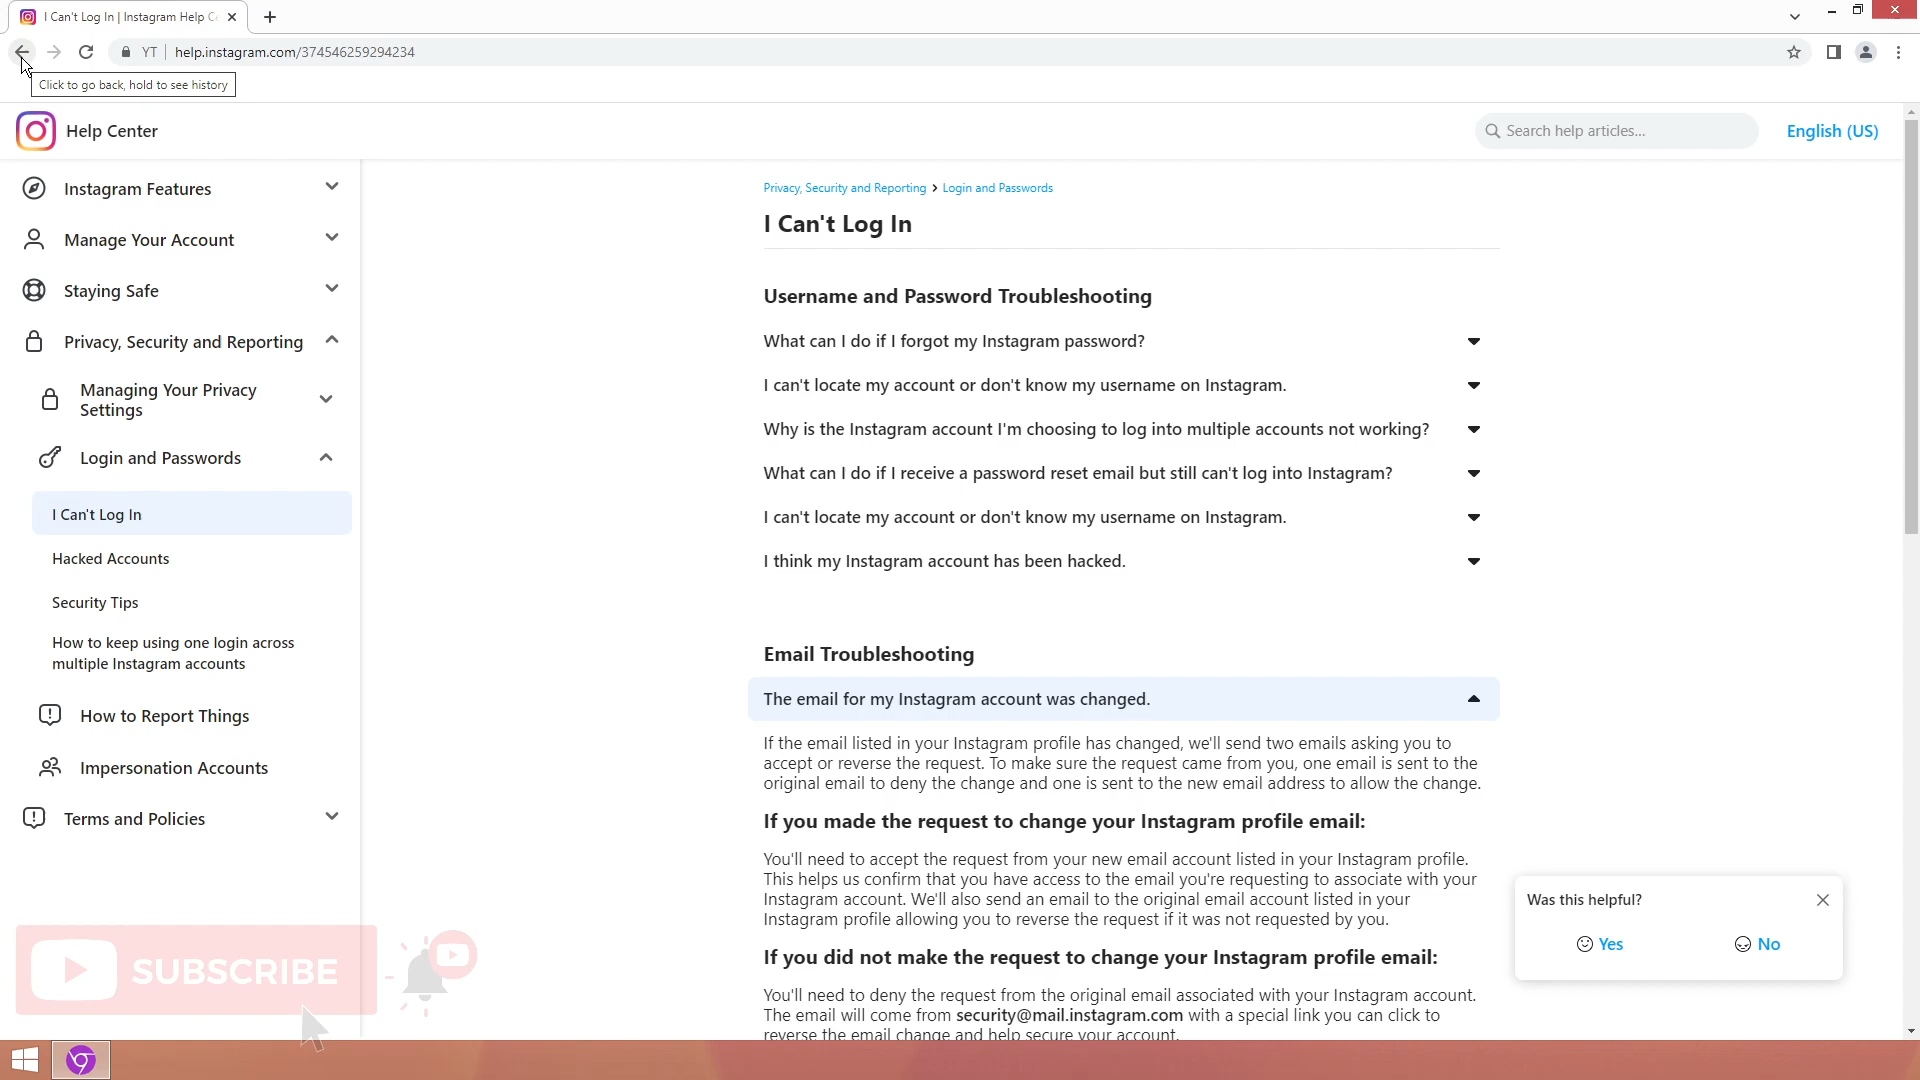 I Can't Log In | Instagram Help C
YT
help.instagram.com/374546259294234
Click to go back, hold to see history
Help Center
Search help articles...
English (US)
Instagram Features
Manage Your Account
Staying Safe
Privacy, Security and Reporting
Managing Your Privacy
Settings
Login and Passwords
I Can't Log In
Hacked Accounts
Security Tips
How to keep using one login across
multiple Instagram accounts
How to Report Things
Impersonation Accounts
Terms and Policies
Privacy, Security and Reporting > Login and Passwords
I Can't Log In
Username and Password Troubleshooting
What can I do if I forgot my Instagram password?
I can't locate my account or don't know my username on Instagram.
Why is the Instagram account I'm choosing to log into multiple accounts not working?
What can I do if I receive a password reset email but still can't log into Instagram?
I can't locate my account or don't know my username on Instagram.
I think my Instagram account has been hacked.
Email Troubleshooting
The email for my Instagram account was changed.
If the email listed in your Instagram profile has changed, we'll send two emails asking you to
accept or reverse the request. To make sure the request came from you, one email is sent to the
original email to deny the change and one is sent to the new email address to allow the change.
If you made the request to change your Instagram profile email:
You'll need to accept the request from your new email account listed in your Instagram profile.
This helps us confirm that you have access to the email you're requesting to associate with your
Instagram account. We'll also send an email to the original email account listed in your
Instagram profile allowing you to reverse the request if it was not requested by you.
If you did not make the request to change your Instagram profile email:
You'll need to deny the request from the original email associated with your Instagram account.
The email will come from security@mail.instagram.com with a special link you can click to
reverse the email change and help secure your account.
Was this helpful?
Yes
No
SUBSCRIBE